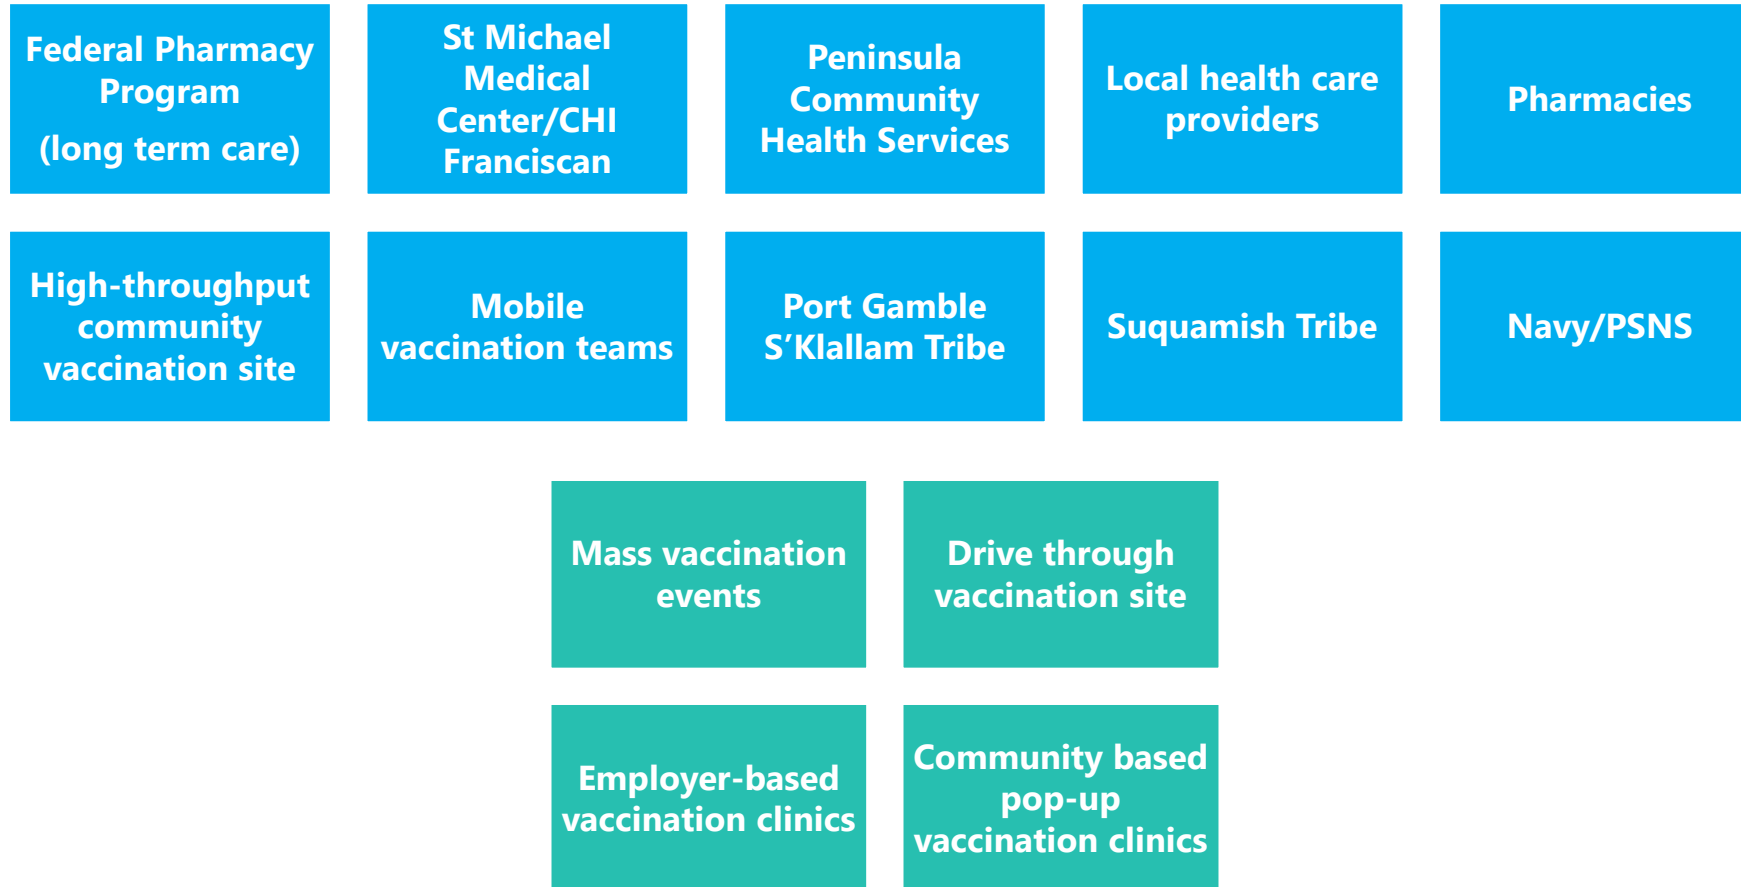 Federal Pharmacy
Program
(long term care)
St Michael
Medical
Center/CHI
Franciscan
Peninsula
Community
Health Services
Local health care
providers
Pharmacies
High-throughput
community
vaccination site
Mobile
vaccination teams
Port Gamble
S’Klallam Tribe
Suquamish Tribe
Navy/PSNS
Mass vaccination
events
Drive through
vaccination site
Employer-based
vaccination clinics
Community based
pop-up
vaccination clinics